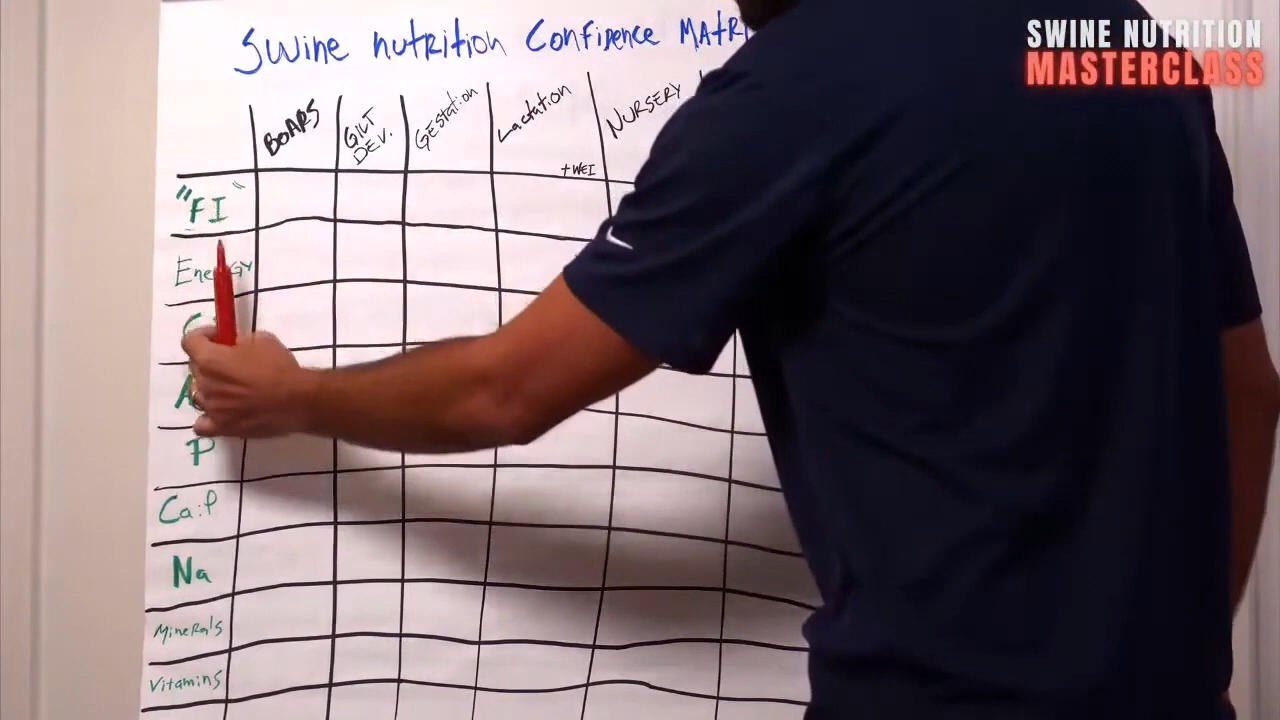 Swine nutrition Confidence MATRI
SWINE NUTRITION
MASTERCLASS
BOARS
GILT
DEV.
GEstation
Lactation
+WEI
NURSERY
"FI"
Energy
P
Ca:P
Na
Minerals
Vitamins